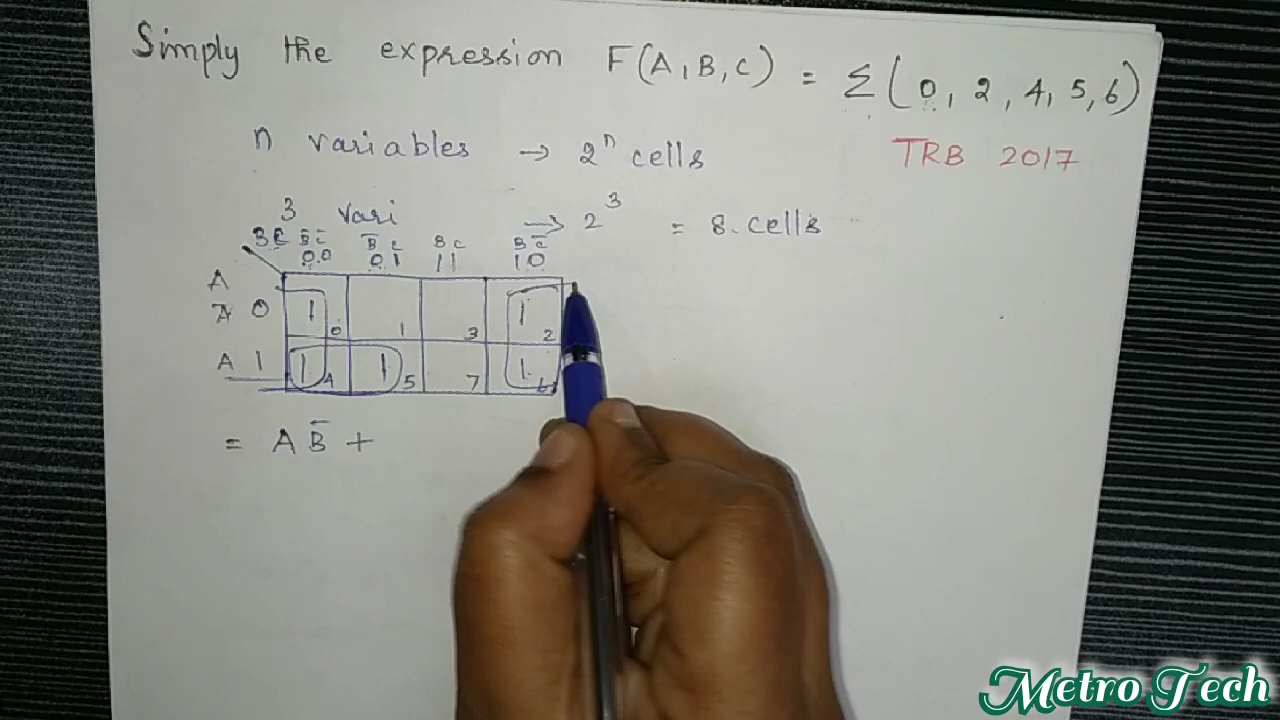 Simply the expression F(A,B,C) = Σ(0, 2, 4, 5, 6)
n variables → 2ⁿ cells
TRB 2017
3 vari → 2³ = 8 cells
B̅ C̅ B̅ C B C B C̅
00 01 11 10
A
A̅ 0 1 0 1 3 1 2
A 1 1 4 1 5 7 1 6
= A B̅ +
Metro Tech